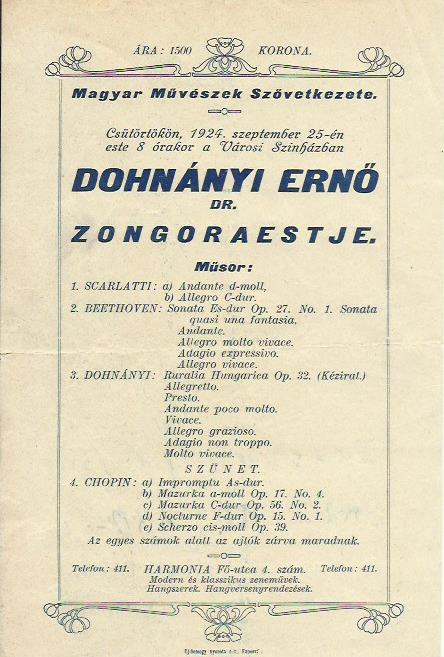 ÁRA: 1500 KORONA.
Magyar Művészek Szövetkezete.
Csütörtökön, 1924. szeptember 25-én
este 8 órakor a Városi Szinházban
DOHNÁNYI ERNŐ
DR.
ZONGORAESTJE.
Műsor:
1. SCARLATTI: a) Andante d-moll,
b) Allegro C-dur.
2. BEETHOVEN: Sonata Es-dur Op. 27. No. 1. Sonata
quasi una fantasia,
Andante.
Allegro molto vivace.
Adagio expressivo.
Allegro vivace.
3. DOHNÁNYI: Ruralia Hungarica Op. 32. (Kézirat.)
Allegretto.
Presto.
Andante poco molto.
Vivace.
Allegro grazioso.
Adagio non troppo.
Molto vivace.
SZÜNET.
4. CHOPIN: a) Impromptu As-dur.
b) Mazurka a-moll Op. 17. No. 4.
c) Mazurka C-dur Op. 56. No. 2.
d) Nocturne F-dur Op. 15. No. 1.
e) Scherzo cis-moll Op. 39.
Az egyes számok alatt az ajtók zárva maradnak.
Telefon: 411. HARMONIA Fő-utca 4. szám. Telefon: 411.
Modern és klasszikus zeneművek.
Hangszerek. Hangversenyrendezések.